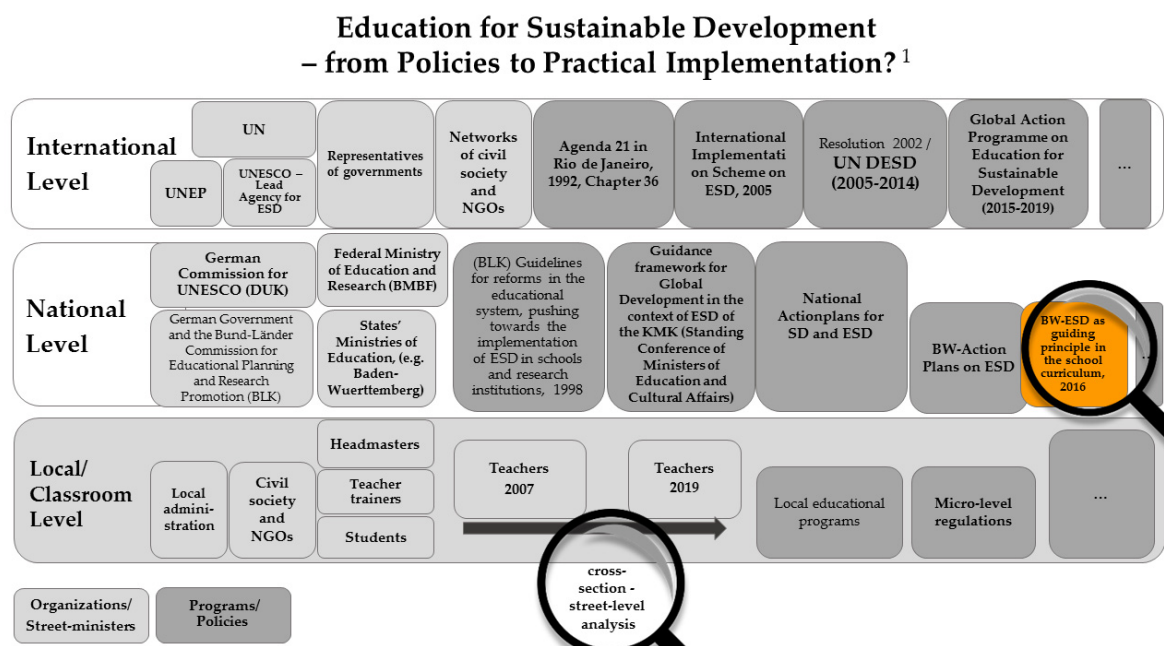 Education for Sustainable Development
– from Policies to Practical Implementation? 1
International
Level
UN
UNEP
UNESCO –
Lead
Agency for
ESD
Representatives
of governments
Networks
of civil
society
and
NGOs
Agenda 21 in
Rio de Janeiro,
1992, Chapter 36
International
Implementati
on Scheme on
ESD, 2005
Resolution 2002 /
UN DESD
(2005-2014)
Global Action
Programme on
Education for
Sustainable
Development
(2015-2019)
...
National
Level
German
Commission for
UNESCO (DUK)
German Government
and the Bund-Länder
Commission for
Educational Planning
and Research
Promotion (BLK)
Federal Ministry
of Education and
Research (BMBF)
States’
Ministries of
Education, (e.g.
Baden-
Wuerttemberg)
(BLK) Guidelines
for reforms in the
educational
system, pushing
towards the
implementation
of ESD in schools
and research
institutions, 1998
Guidance
framework for
Global
Development in the
context of ESD of
the KMK (Standing
Conference of
Ministers of
Education and
Cultural Affairs)
National
Actionplans for
SD and ESD
BW-Action
Plans on ESD
BW-ESD as
guiding
principle in
the school
curriculum,
2016
...
Local/
Classroom
Level
Local
admini-
stration
Civil
society
and
NGOs
Headmasters
Teacher
trainers
Students
Teachers
2007
Teachers
2019
cross-
section -
street-level
analysis
Local educational
programs
Micro-level
regulations
...
Organizations/
Street-ministers
Programs/
Policies